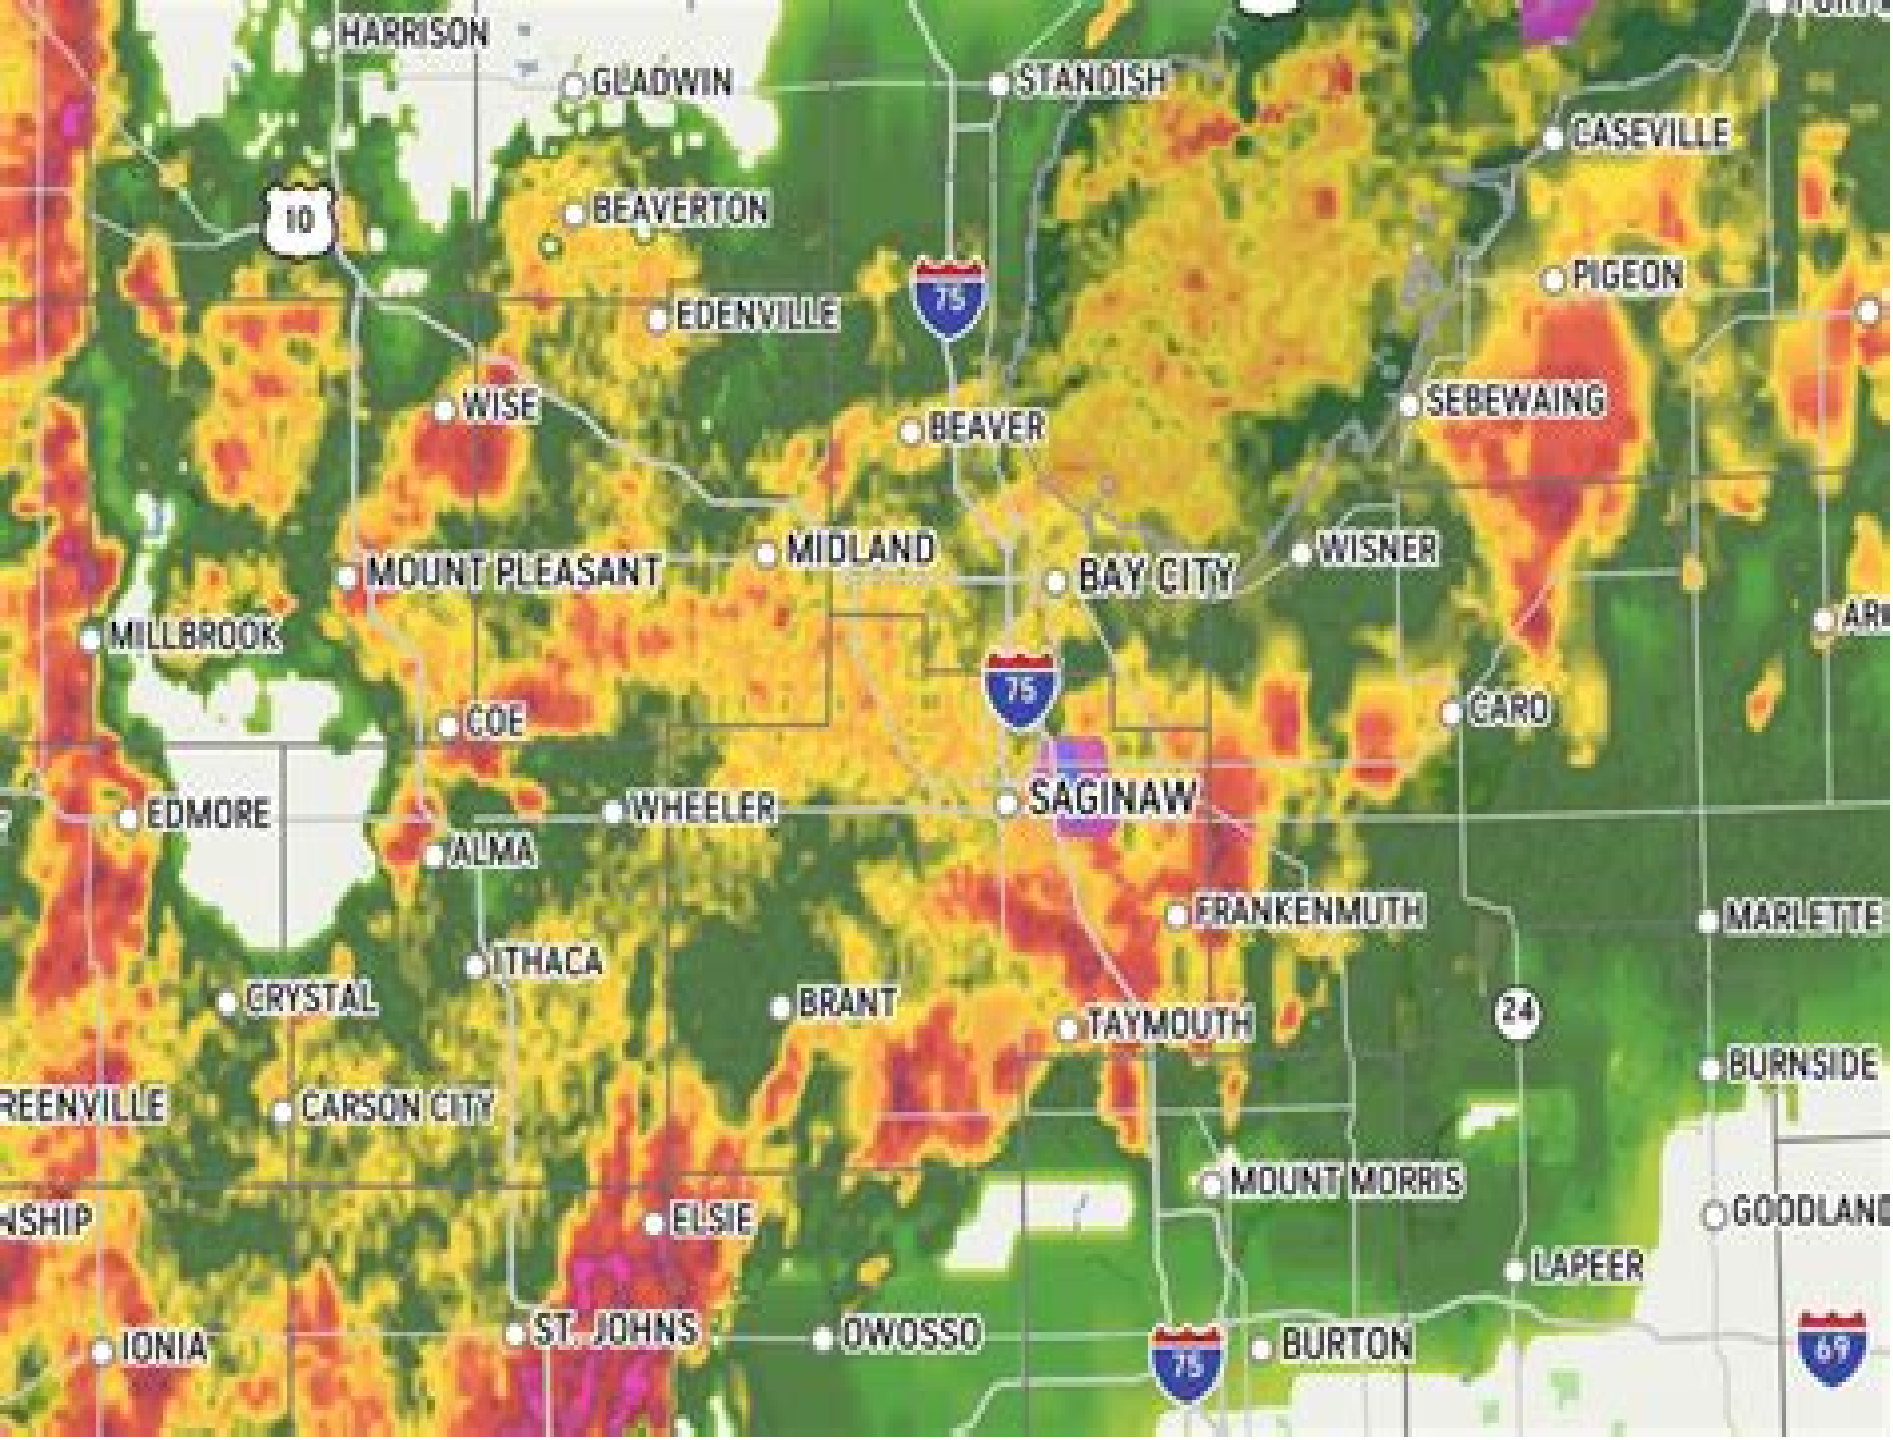 HARRISON
GLADWIN
STANDISH
CASEVILLE
10
BEAVERTON
PIGEON
75
EDENVILLE
WISE
SEBEWAING
BEAVER
MIDLAND
WISNER
MOUNT PLEASANT
BAY CITY
MILLBROOK
75
COE
CARO
SAGINAW
EDMORE
WHEELER
ALMA
FRANKENMUTH
MARLETTE
ITHACA
CRYSTAL
BRANT
24
TAYMOUTH
BURNSIDE
REENVILLE
CARSON CITY
MOUNT MORRIS
NSHIP
ELSIE
GOODLAND
LAPEER
ST. JOHNS
OWOSSO
IONIA
75
BURTON
69